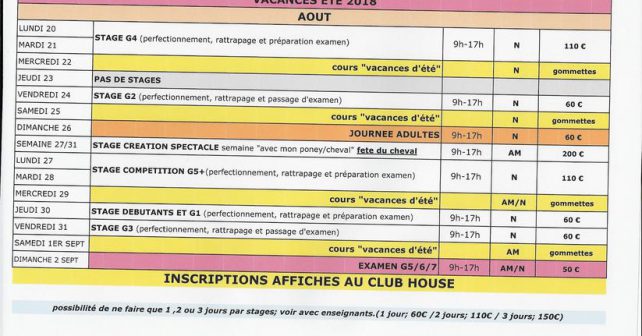 VACANCES ETE 2018
AOUT
LUNDI 20
MARDI 21
STAGE G4 (perfectionnement, rattrapage et préparation examen) 9h-17h N 110 €
MERCREDI 22 cours "vacances d'été" N gommettes
JEUDI 23 PAS DE STAGES
VENDREDI 24 STAGE G2 (perfectionnement, rattrapage et passage d'examen) 9h-17h N 60 €
SAMEDI 25 cours "vacances d'été" N gommettes
DIMANCHE 26 JOURNEE ADULTES 9h-17h N 60 €
SEMAINE 27/31 STAGE CREATION SPECTACLE semaine "avec mon poney/cheval" fete du cheval 9h-17h AM 200 €
LUNDI 27
MARDI 28
STAGE COMPETITION G5+(perfectionnement, rattrapage et préparation examen) 9h-17h N 110 €
MERCREDI 29 cours "vacances d'été" AM/N gommettes
JEUDI 30 STAGE DEBUTANTS ET G1 (perfectionnement, rattrapage et préparation examen) 9h-17h N 60 €
VENDREDI 31 STAGE G3 (perfectionnement, rattrapage et passage d'examen) 9h-17h N 60 €
SAMEDI 1ER SEPT cours "vacances d'été" AM gommettes
DIMANCHE 2 SEPT EXAMEN G5/6/7 9h-17h AM/N 50 €
INSCRIPTIONS AFFICHES AU CLUB HOUSE
possibilité de ne faire que 1 ,2 ou 3 jours par stages; voir avec enseignants.(1 jour; 60€ /2 jours; 110€ / 3 jours; 150€)